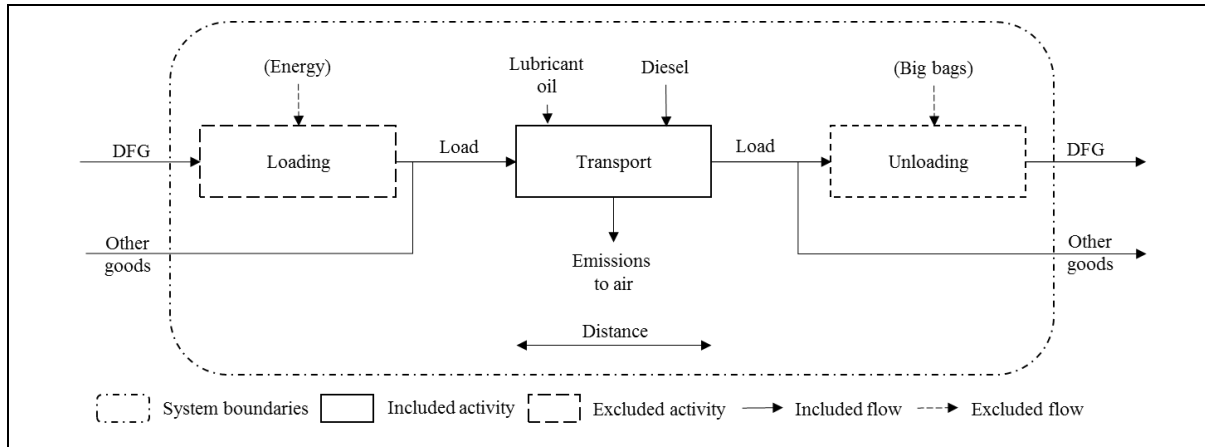 (Energy)
Lubricant
oil
Diesel
(Big bags)
DFG
Loading
Load
Transport
Load
Unloading
DFG
Other
goods
Emissions
to air
Other
goods
Distance
System boundaries
Included activity
Excluded activity
Included flow
Excluded flow